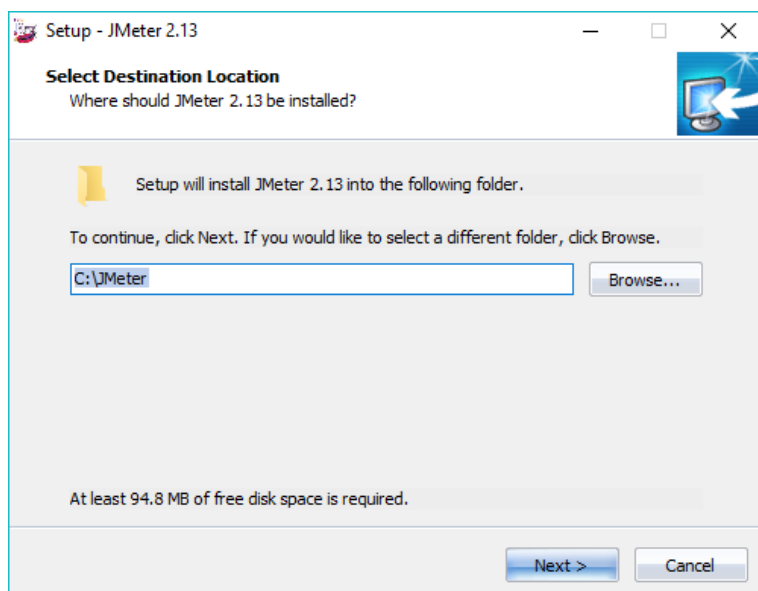 Setup - JMeter 2.13
Select Destination Location
Where should JMeter 2.13 be installed?
Setup will install JMeter 2.13 into the following folder.
To continue, click Next. If you would like to select a different folder, click Browse.
C:\JMeter
Browse...
At least 94.8 MB of free disk space is required.
Next >
Cancel